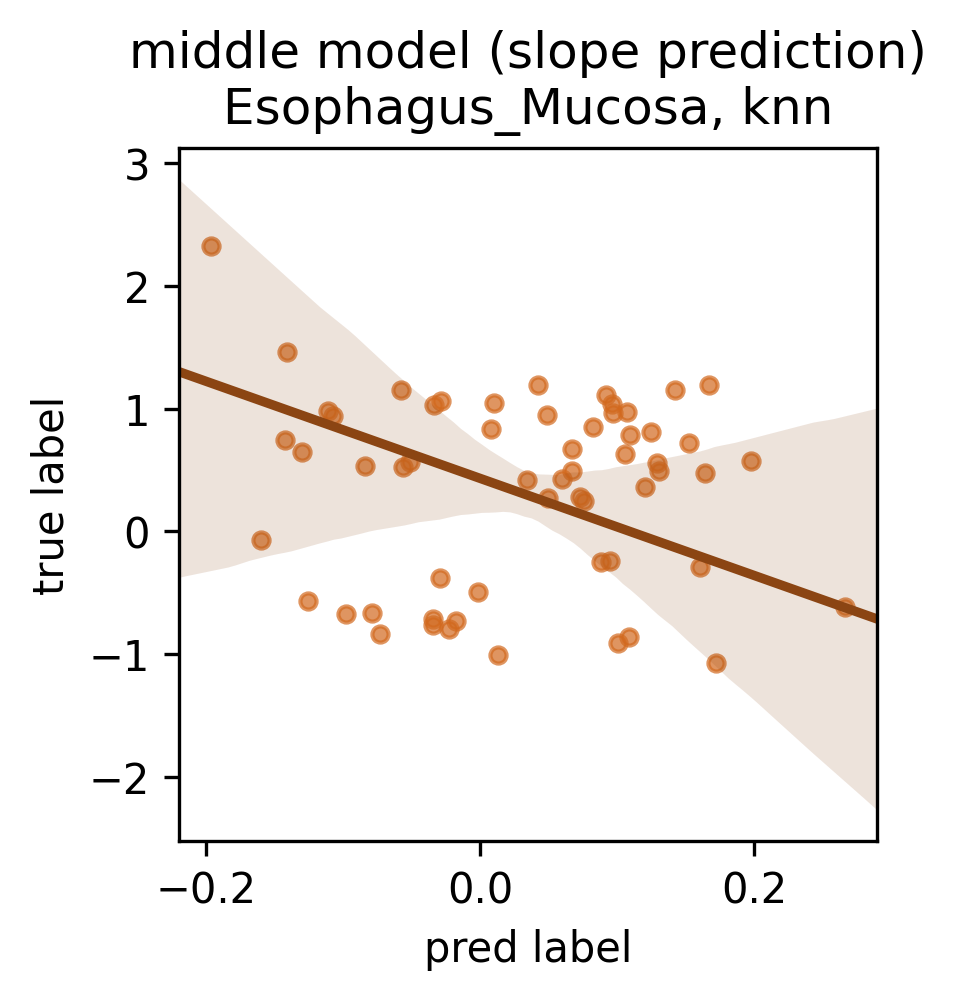 middle model (slope prediction)
Esophagus_Mucosa, knn
3
2
1
0
−1
−2
true label
−0.2
0.0
0.2
pred label